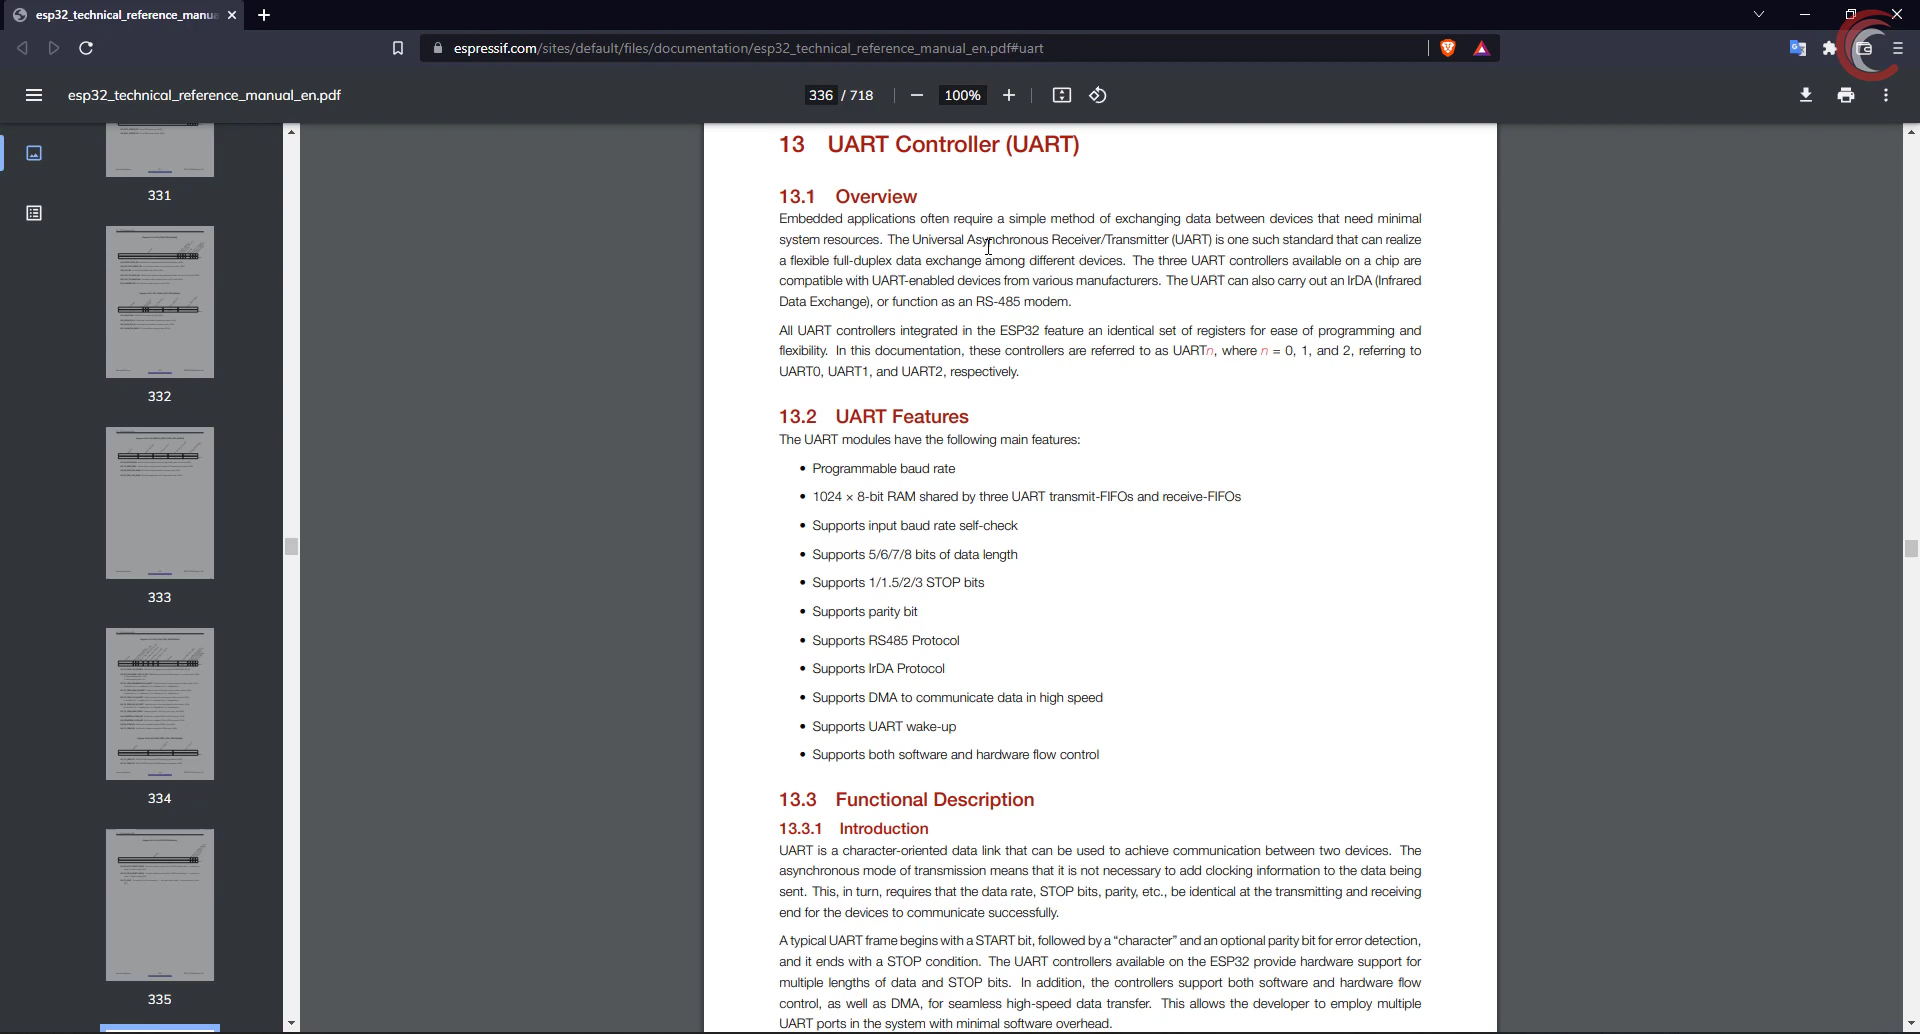 esp32_technical_reference_manua
espressif.com/sites/default/files/documentation/esp32_technical_reference_manual_en.pdf#uart
esp32_technical_reference_manual_en.pdf
336 / 718
100%
331
332
333
334
335
13 UART Controller (UART)
13.1 Overview
Embedded applications often require a simple method of exchanging data between devices that need minimal
system resources. The Universal Asynchronous Receiver/Transmitter (UART) is one such standard that can realize
a flexible full-duplex data exchange among different devices. The three UART controllers available on a chip are
compatible with UART-enabled devices from various manufacturers. The UART can also carry out an IrDA (Infrared
Data Exchange), or function as an RS-485 modem.
All UART controllers integrated in the ESP32 feature an identical set of registers for ease of programming and
flexibility. In this documentation, these controllers are referred to as UARTn, where n = 0, 1, and 2, referring to
UART0, UART1, and UART2, respectively.
13.2 UART Features
The UART modules have the following main features:
• Programmable baud rate
• 1024 × 8-bit RAM shared by three UART transmit-FIFOs and receive-FIFOs
• Supports input baud rate self-check
• Supports 5/6/7/8 bits of data length
• Supports 1/1.5/2/3 STOP bits
• Supports parity bit
• Supports RS485 Protocol
• Supports IrDA Protocol
• Supports DMA to communicate data in high speed
• Supports UART wake-up
• Supports both software and hardware flow control
13.3 Functional Description
13.3.1 Introduction
UART is a character-oriented data link that can be used to achieve communication between two devices. The
asynchronous mode of transmission means that it is not necessary to add clocking information to the data being
sent. This, in turn, requires that the data rate, STOP bits, parity, etc., be identical at the transmitting and receiving
end for the devices to communicate successfully.
A typical UART frame begins with a START bit, followed by a “character” and an optional parity bit for error detection,
and it ends with a STOP condition. The UART controllers available on the ESP32 provide hardware support for
multiple lengths of data and STOP bits. In addition, the controllers support both software and hardware flow
control, as well as DMA, for seamless high-speed data transfer. This allows the developer to employ multiple
UART ports in the system with minimal software overhead.